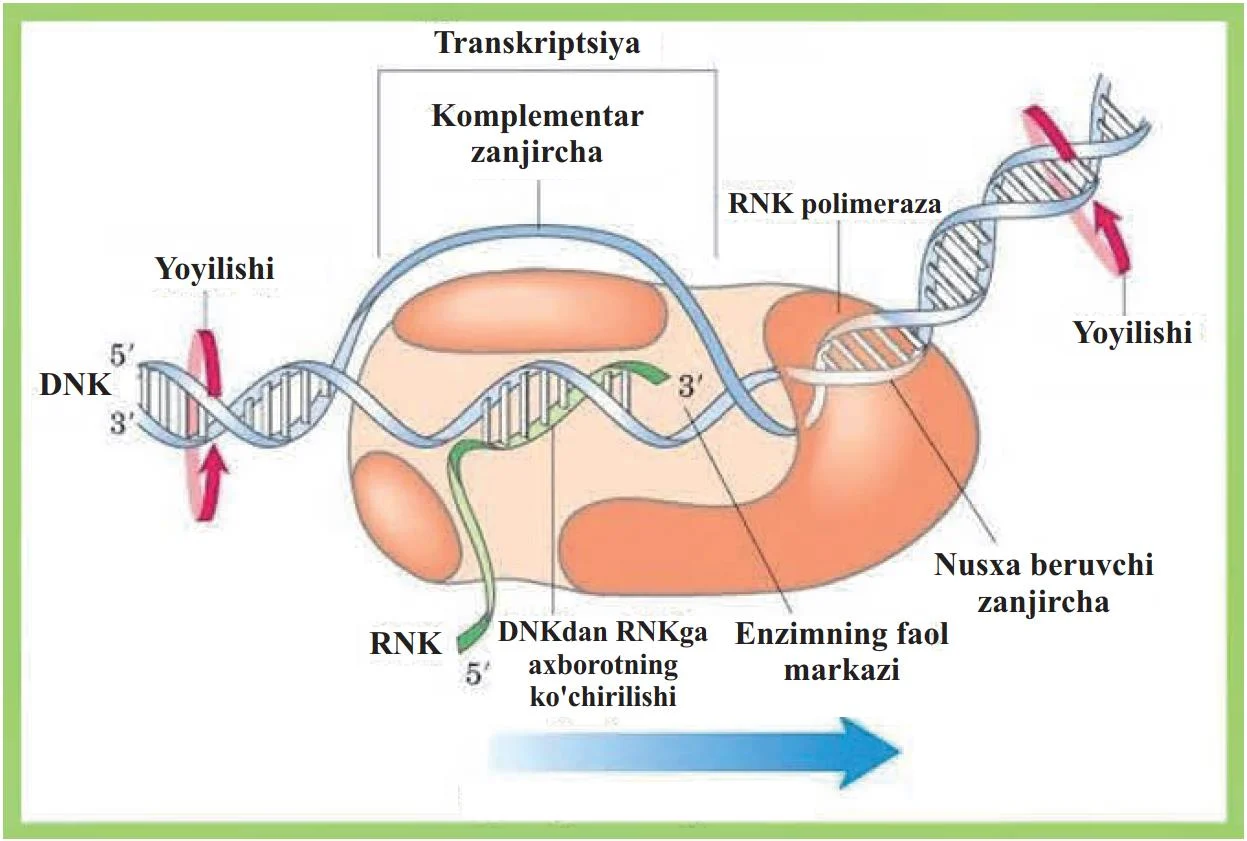 Transkriptsiya
Komplementar
zanjircha
RNK polimeraza
Yoyilishi
Yoyilishi
5′
DNK
3′
3′
Nusxa beruvchi
zanjircha
RNK
5′
DNKdan RNKga
axborotning
ko'chirilishi
Enzimning faol
markazi